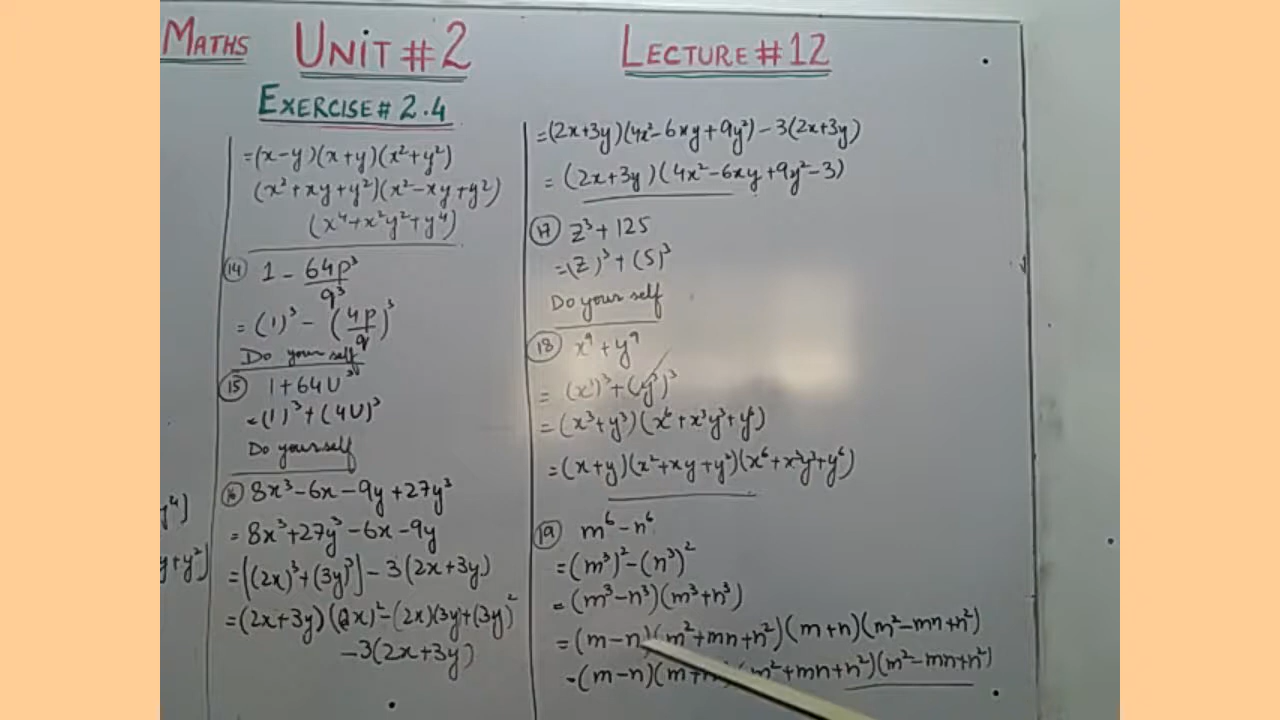 MATHS UNIT # 2 LECTURE # 12
EXERCISE # 2.4
= (x-y)(x+y)(x²+y²)
(x²+xy+y²)(x²-xy+y²)
(x⁴+x²y²+y⁴)
⑭ 1 - 64p³/q³
= (1)³ - (4p/q)³
Do your self
⑮ 1+64U³
= (1)³+(4U)³
Do yourself
⑯ 8x³-6x-9y+27y³
= 8x³+27y³-6x-9y
= [(2x)³+(3y)³]-3(2x+3y)
= (2x+3y)(2x)²-(2x)(3y)+(3y)²
-3(2x+3y)
= (2x+3y)(4x²-6xy+9y²)-3(2x+3y)
= (2x+3y)(4x²-6xy+9y²-3)
⑰ z³+125
= (z)³+(5)³
Do your self
⑱ x⁹+y⁹
= (x³)³+(y³)³
= (x³+y³)(x⁶+x³y³+y⁶)
= (x+y)(x²+xy+y²)(x⁶+x³y³+y⁶)
⑲ m⁶-n⁶
= (m³)²-(n³)²
= (m³-n³)(m³+n³)
= (m-n)(m²+mn+n²)(m+n)(m²-mn+n²)
= (m-n)(m+n)(m²+mn+n²)(m²-mn+n²)
y⁴)
y+y²)